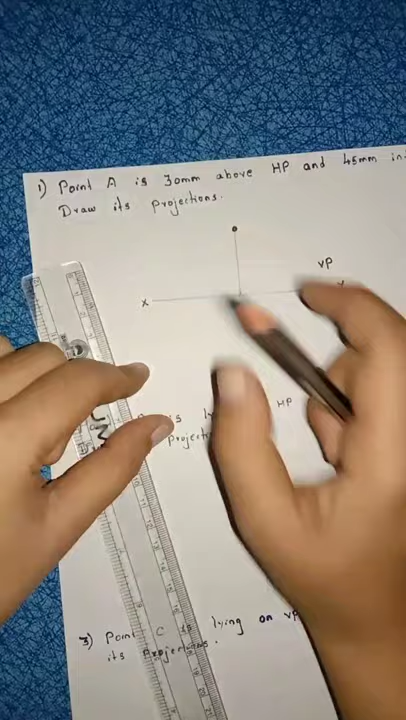 1) Point A is 30mm above HP and 45mm in
Draw its projections.
VP
X
Y
is HP
3) Point C is lying on VP
its projections.